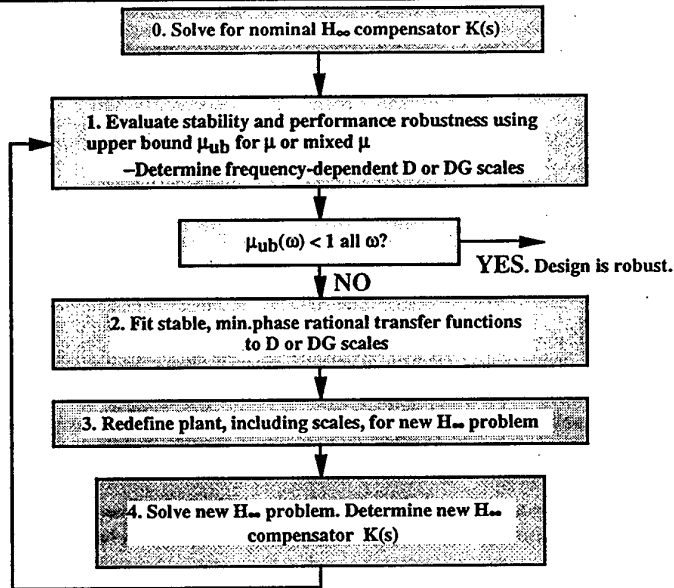 0. Solve for nominal H∞ compensator K(s)
1. Evaluate stability and performance robustness using
upper bound μub for μ or mixed μ
–Determine frequency-dependent D or DG scales
μub(ω) < 1 all ω?
YES. Design is robust.
NO
2. Fit stable, min.phase rational transfer functions
to D or DG scales
3. Redefine plant, including scales, for new H∞ problem
4. Solve new H∞ problem. Determine new H∞
compensator K(s)